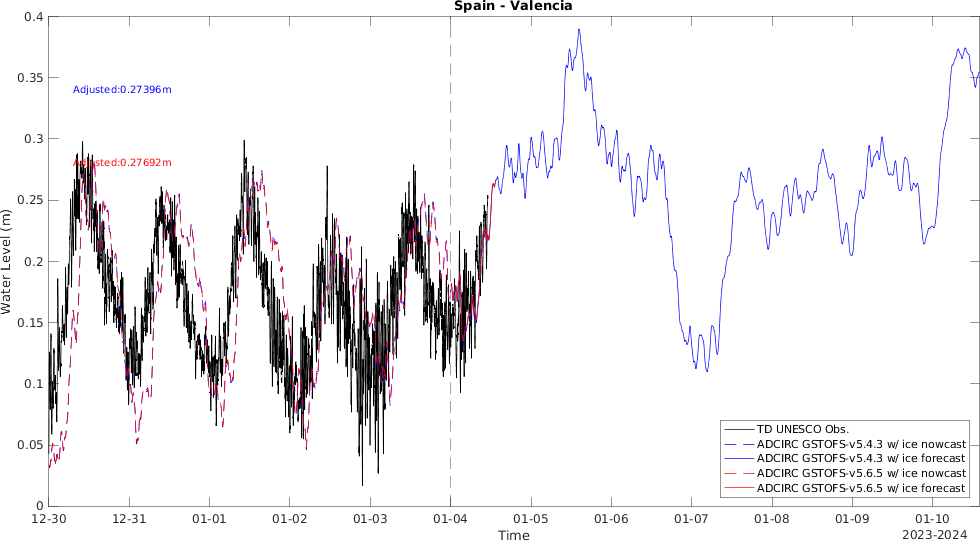 Spain - Valencia
0.4
0.35
0.3
0.25
0.2
0.15
0.1
0.05
0
Water Level (m)
Adjusted:0.27396m
Adjusted:0.27692m
TD UNESCO Obs.
ADCIRC GSTOFS-v5.4.3 w/ ice nowcast
ADCIRC GSTOFS-v5.4.3 w/ ice forecast
ADCIRC GSTOFS-v5.6.5 w/ ice nowcast
ADCIRC GSTOFS-v5.6.5 w/ ice forecast
12-30 12-31 01-01 01-02 01-03 01-04 01-05 01-06 01-07 01-08 01-09 01-10
Time
2023-2024